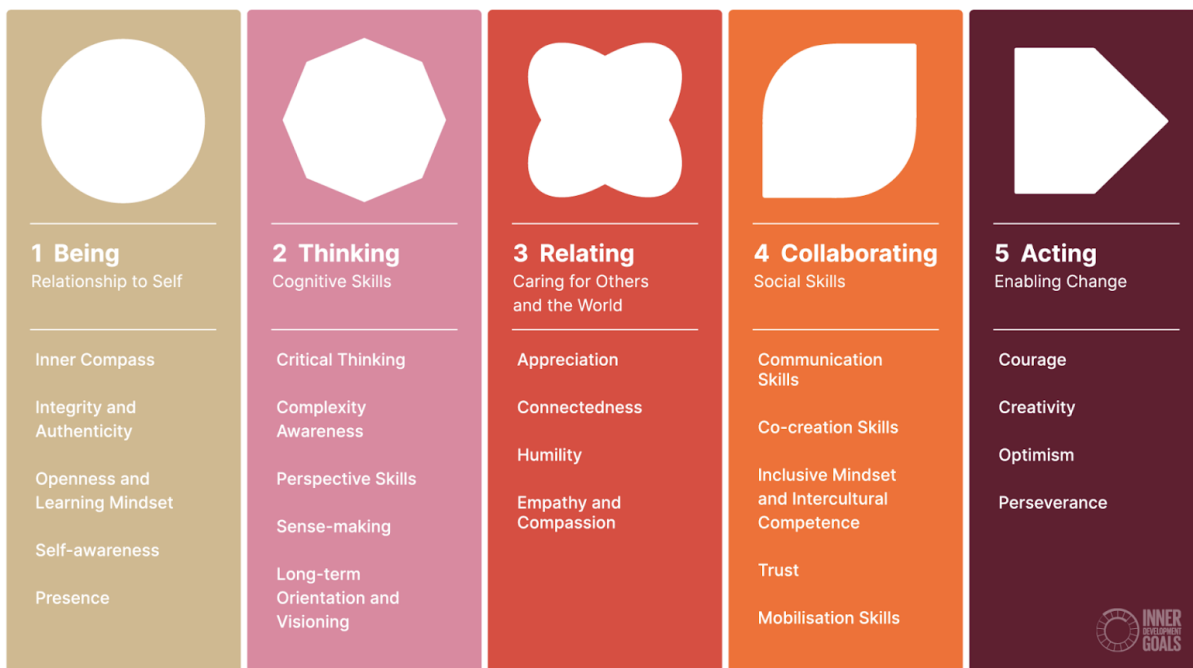 1 Being
Relationship to Self
Inner Compass
Integrity and
Authenticity
Openness and
Learning Mindset
Self-awareness
Presence
2 Thinking
Cognitive Skills
Critical Thinking
Complexity
Awareness
Perspective Skills
Sense-making
Long-term
Orientation and
Visioning
3 Relating
Caring for Others
and the World
Appreciation
Connectedness
Humility
Empathy and
Compassion
4 Collaborating
Social Skills
Communication
Skills
Co-creation Skills
Inclusive Mindset
and Intercultural
Competence
Trust
Mobilisation Skills
5 Acting
Enabling Change
Courage
Creativity
Optimism
Perseverance
INNER
DEVELOPMENT
GOALS